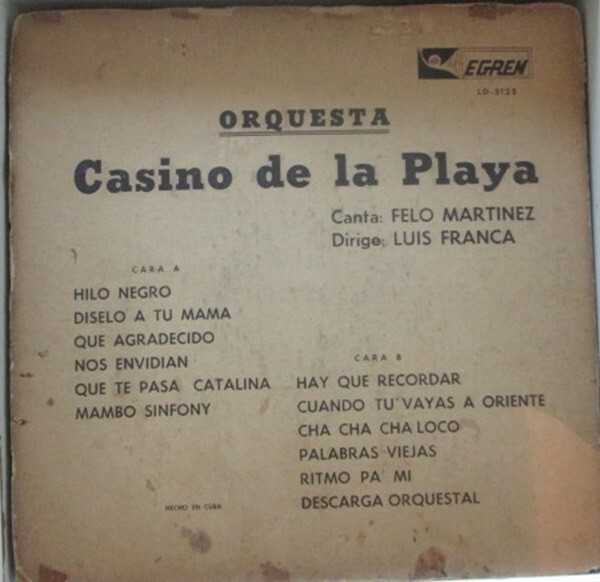 EGREM
LD-3128
ORQUESTA
Casino de la Playa
Canta: FELO MARTINEZ
Dirige: LUIS FRANCA
CARA A
HILO NEGRO
DISELO A TU MAMA
QUE AGRADECIDO
NOS ENVIDIAN
QUE TE PASA CATALINA
MAMBO SINFONY
CARA B
HAY QUE RECORDAR
CUANDO TU VAYAS A ORIENTE
CHA CHA CHA LOCO
PALABRAS VIEJAS
RITMO PA' MI
DESCARGA ORQUESTAL
HECHO EN CUBA